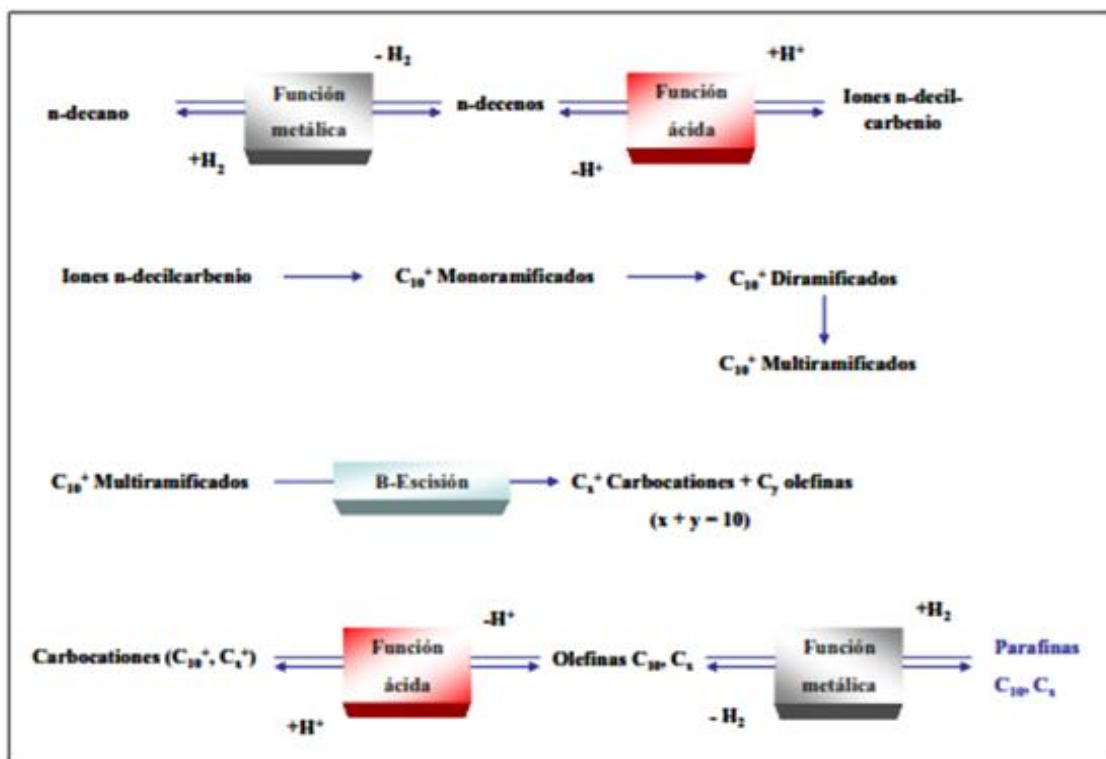 - H₂
+H⁺
n-decano
Función
metálica
n-decenos
Función
ácida
Iones n-decil-
carbenio
+H₂
-H⁺
Iones n-decilcarbenio
C₁₀⁺ Monoramificados
C₁₀⁺ Diramificados
C₁₀⁺ Multiramificados
C₁₀⁺ Multiramificados
B-Escisión
Cₓ⁺ Carbocationes + Cᵧ olefinas
(x + y = 10)
-H⁺
+H₂
Carbocationes (C₁₀⁺, Cₓ⁺)
Función
ácida
Olefinas C₁₀, Cₓ
Función
metálica
Parafinas
C₁₀, Cₓ
+H⁺
- H₂